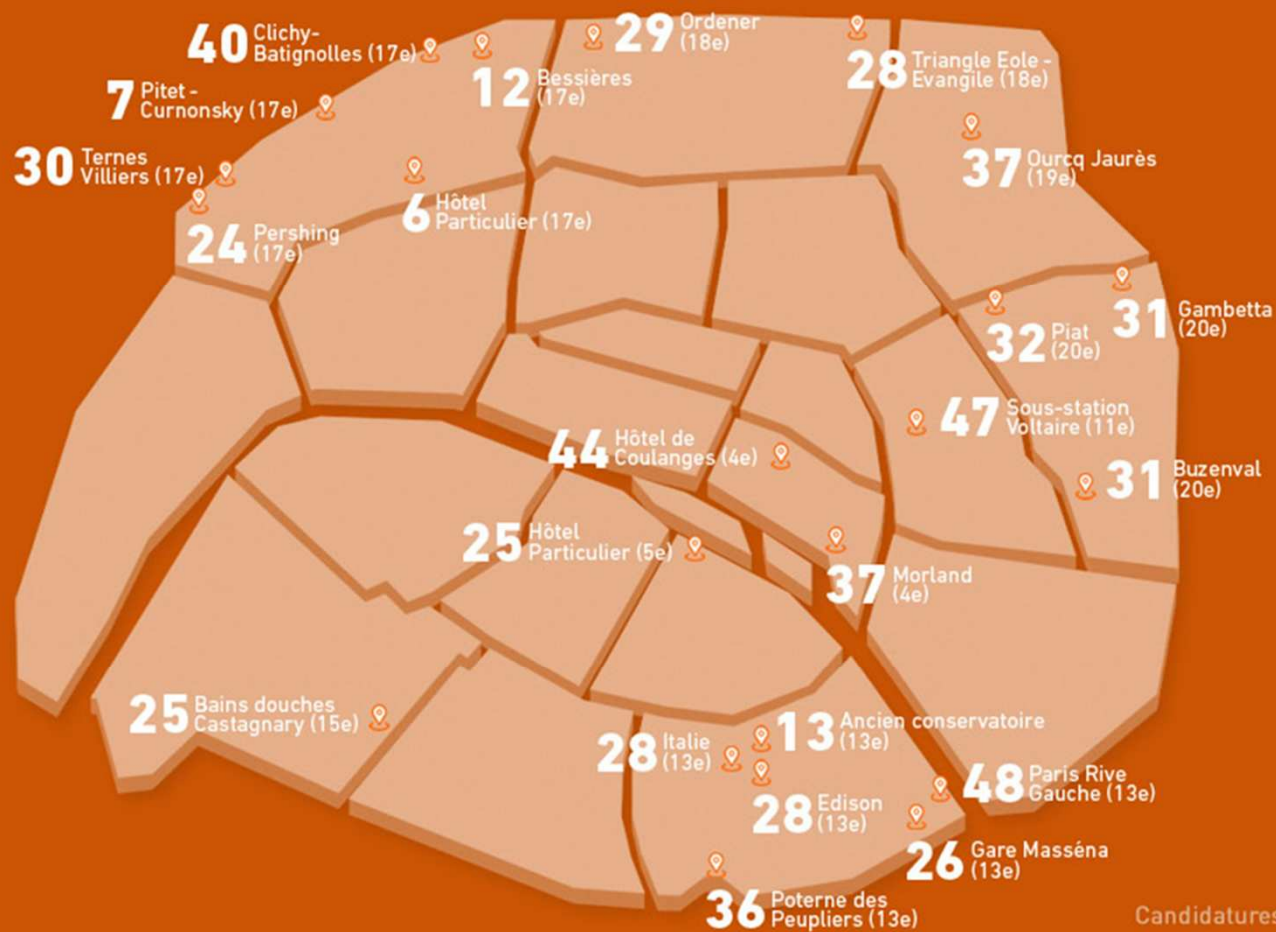 40 Clichy-
Batignolles (17e)
29 Ordener
(18e)
28 Triangle Eole -
Evangile (18e)
12 Bessières
(17e)
7 Pitet -
Curnonsky (17e)
30 Ternes
Villiers (17e)
37 Ourcq Jaurès
(19e)
6 Hôtel
Particulier (17e)
24 Pershing
(17e)
31 Gambetta
(20e)
32 Piat
(20e)
47 Sous-station
Voltaire (11e)
44 Hôtel de
Coulanges (4e)
31 Buzenval
(20e)
25 Hôtel
Particulier (5e)
37 Morland
(4e)
25 Bains douches
Castagnary (15e)
13 Ancien conservatoire
(13e)
28 Italie
(13e)
48 Paris Rive
Gauche (13e)
28 Edison
(13e)
26 Gare Masséna
(13e)
36 Poterne des
Peupliers (13e)
Candidatures